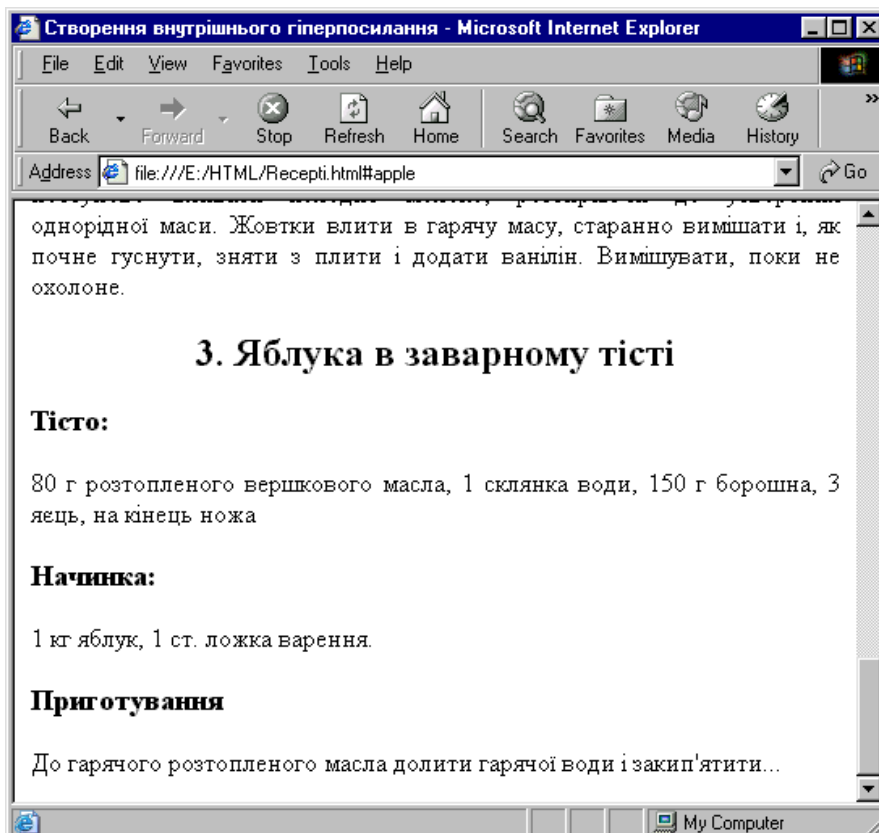 Створення внутрішнього гіперпосилання - Microsoft Internet Explorer
File Edit View Favorites Tools Help
Back Forward Stop Refresh Home Search Favorites Media History »
Address file:///E:/HTML/Recepti.html#apple Go
однорідної маси. Жовтки влити в гарячу масу, старанно вимішати і, як
почне гуснути, зняти з плити і додати ванілін. Вимішувати, поки не
охолоне.
3. Яблука в заварному тісті
Тісто:
80 г розтопленого вершкового масла, 1 склянка води, 150 г борошна, 3
яєць, на кінець ножа
Начинка:
1 кг яблук, 1 ст. ложка варення.
Приготування
До гарячого розтопленого масла долити гарячої води і закип'ятити...
My Computer